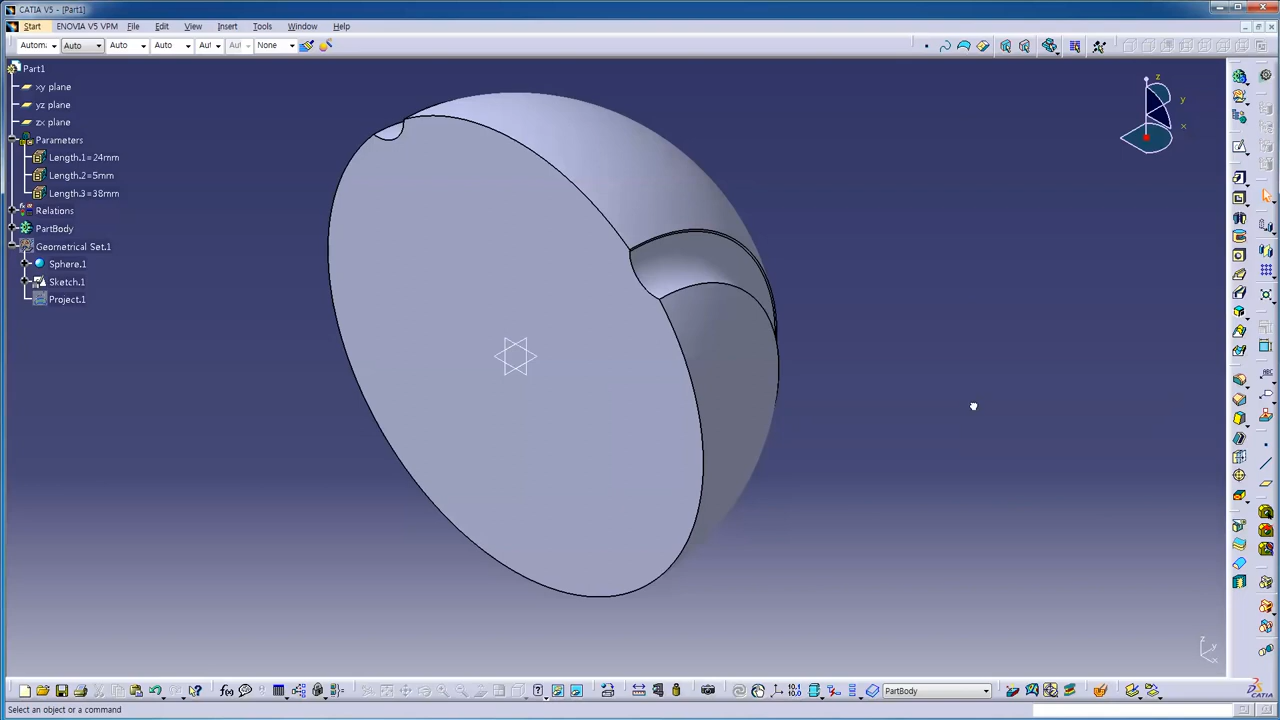 CATIA V5 - [Part1]
Start ENOVIA V5 VPM File Edit View Insert Tools Window Help
Autom. Auto Auto Auto Aut Aut None
Part1
xy plane
yz plane
zx plane
Parameters
Length.1=24mm
Length.2=5mm
Length.3=38mm
Relations
PartBody
Geometrical Set.1
Sphere.1
Sketch.1
Project.1
z
y
x
z
y
x
PartBody
Select an object or a command